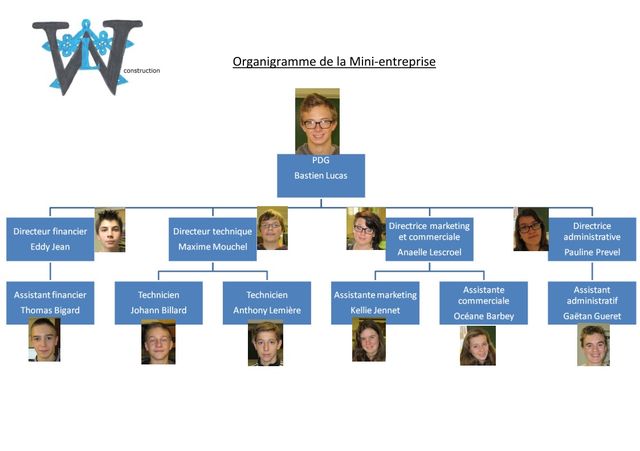 W
construction
Organigramme de la Mini-entreprise
PDG
Bastien Lucas
Directeur financier
Eddy Jean
Directeur technique
Maxime Mouchel
Directrice marketing
et commerciale
Anaelle Lescroel
Directrice
administrative
Pauline Prevel
Assistant financier
Thomas Bigard
Technicien
Johann Billard
Technicien
Anthony Lemière
Assistante marketing
Kellie Jennet
Assistante
commerciale
Océane Barbey
Assistant
administratif
Gaëtan Gueret